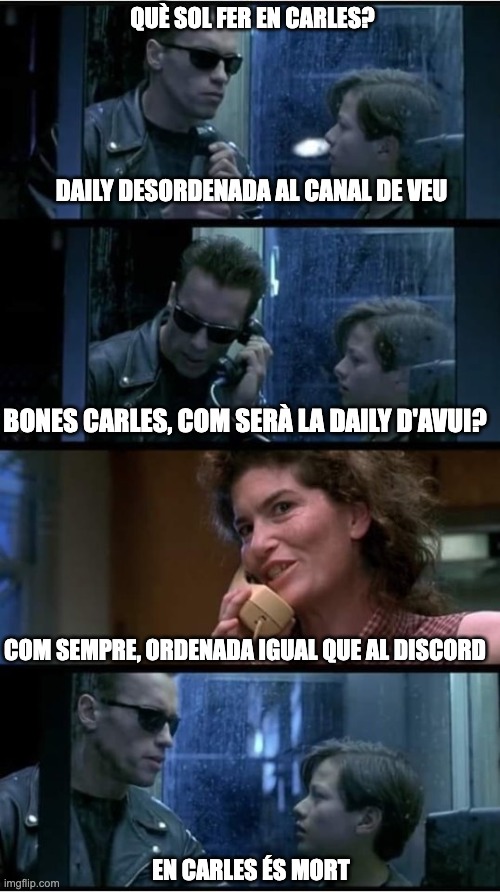 QUÈ SOL FER EN CARLES?
DAILY DESORDENADA AL CANAL DE VEU
BONES CARLES, COM SERÀ LA DAILY D'AVUI?
COM SEMPRE, ORDENADA IGUAL QUE AL DISCORD
EN CARLES ÉS MORT
imgflip.com